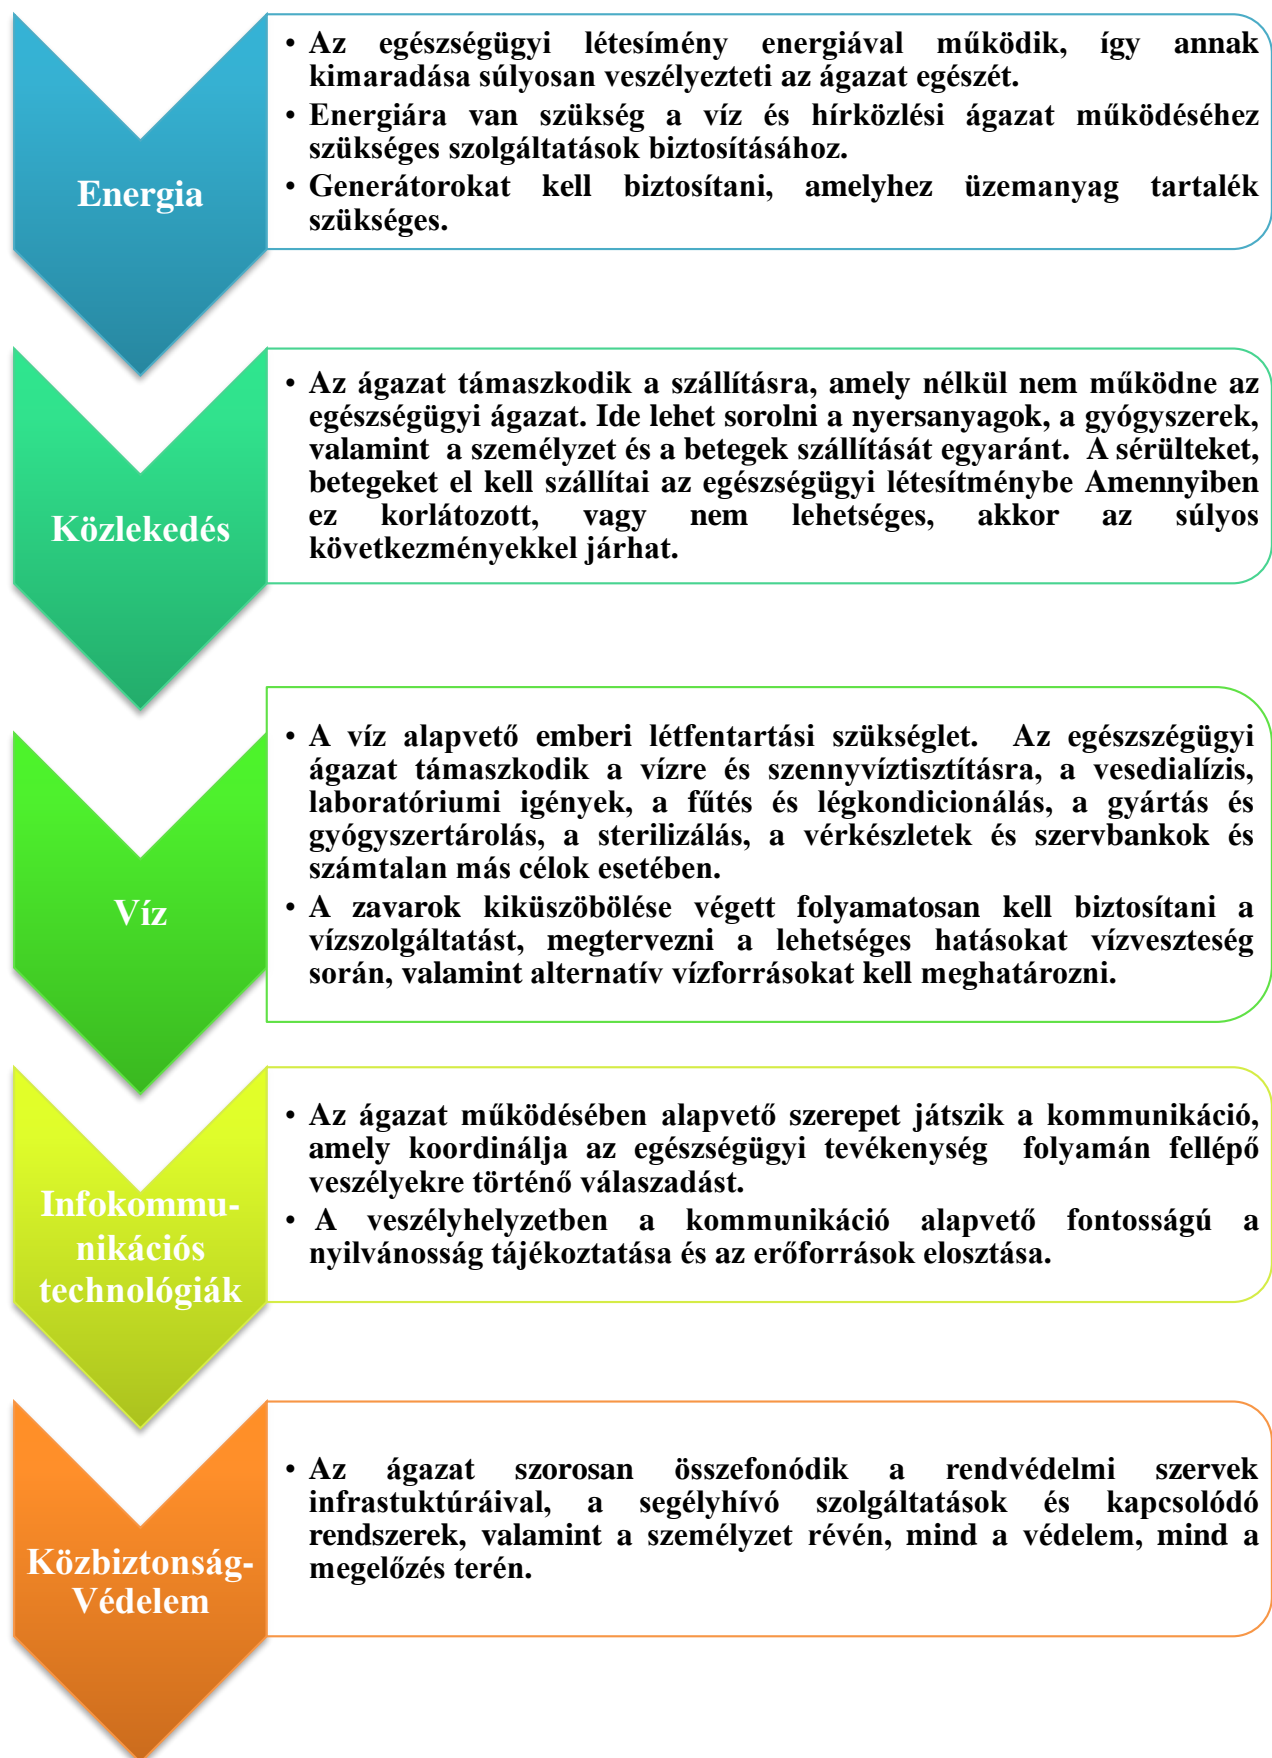 Energia
• Az egészségügyi létesímény energiával működik, így annak
kimaradása súlyosan veszélyezteti az ágazat egészét.
• Energiára van szükség a víz és hírközlési ágazat működéséhez
szükséges szolgáltatások biztosításához.
• Generátorokat kell biztosítani, amelyhez üzemanyag tartalék
szükséges.
Közlekedés
• Az ágazat támaszkodik a szállításra, amely nélkül nem működne az
egészségügyi ágazat. Ide lehet sorolni a nyersanyagok, a gyógyszerek,
valamint a személyzet és a betegek szállítását egyaránt. A sérülteket,
betegeket el kell szállítai az egészségügyi létesítménybe Amennyiben
ez korlátozott, vagy nem lehetséges, akkor az súlyos
következményekkel járhat.
Víz
• A víz alapvető emberi létfentartási szükséglet. Az egészszégügyi
ágazat támaszkodik a vízre és szennyvíztisztításra, a vesedialízis,
laboratóriumi igények, a fűtés és légkondicionálás, a gyártás és
gyógyszertárolás, a sterilizálás, a vérkészletek és szervbankok és
számtalan más célok esetében.
• A zavarok kiküszöbölése végett folyamatosan kell biztosítani a
vízszolgáltatást, megtervezni a lehetséges hatásokat vízveszteség
során, valamint alternatív vízforrásokat kell meghatározni.
Infokommu-
nikációs
technológiák
• Az ágazat működésében alapvető szerepet játszik a kommunikáció,
amely koordinálja az egészségügyi tevékenység folyamán fellépő
veszélyekre történő válaszadást.
• A veszélyhelyzetben a kommunikáció alapvető fontosságú a
nyilvánosság tájékoztatása és az erőforrások elosztása.
Közbiztonság-
Védelem
• Az ágazat szorosan összefonódik a rendvédelmi szervek
infrastuktúráival, a segélyhívó szolgáltatások és kapcsolódó
rendszerek, valamint a személyzet révén, mind a védelem, mind a
megelőzés terén.